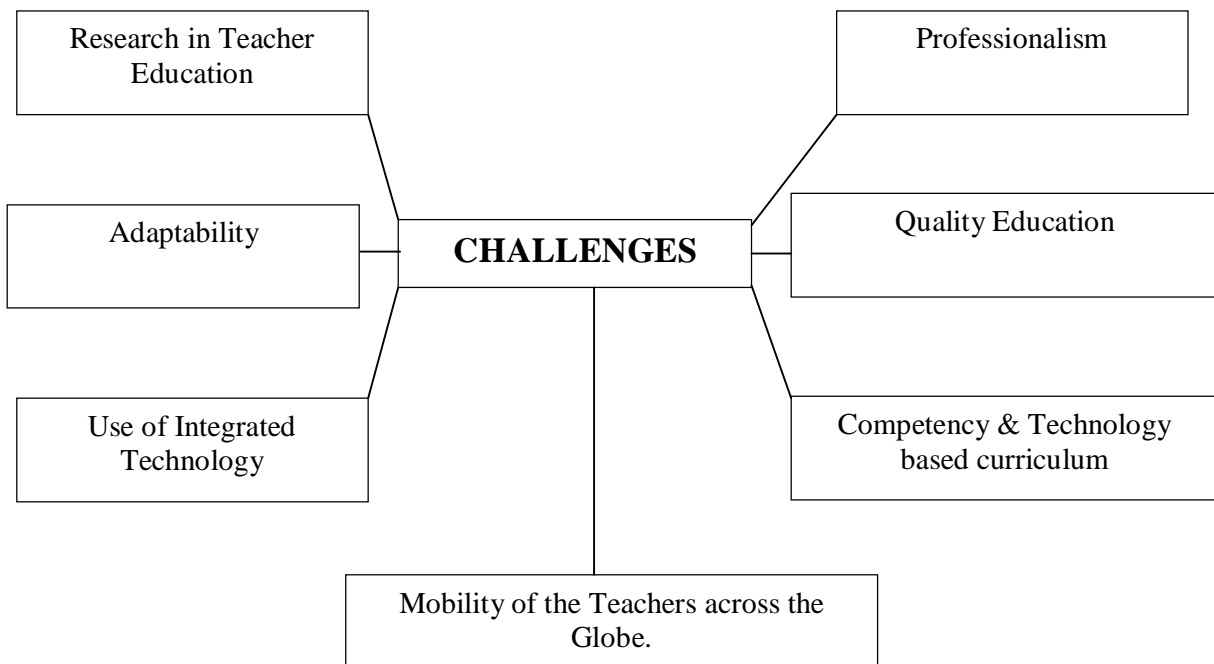 Research in Teacher
Education
Professionalism
Adaptability
CHALLENGES
Quality Education
Use of Integrated
Technology
Competency & Technology
based curriculum
Mobility of the Teachers across the
Globe.